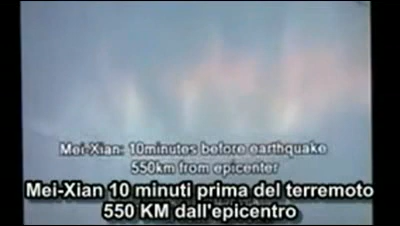 Mei-Xian: 10minutes before earthquake
550km from epicenter
Mei-Xian 10 minuti prima del terremoto
550 KM dall'epicentro